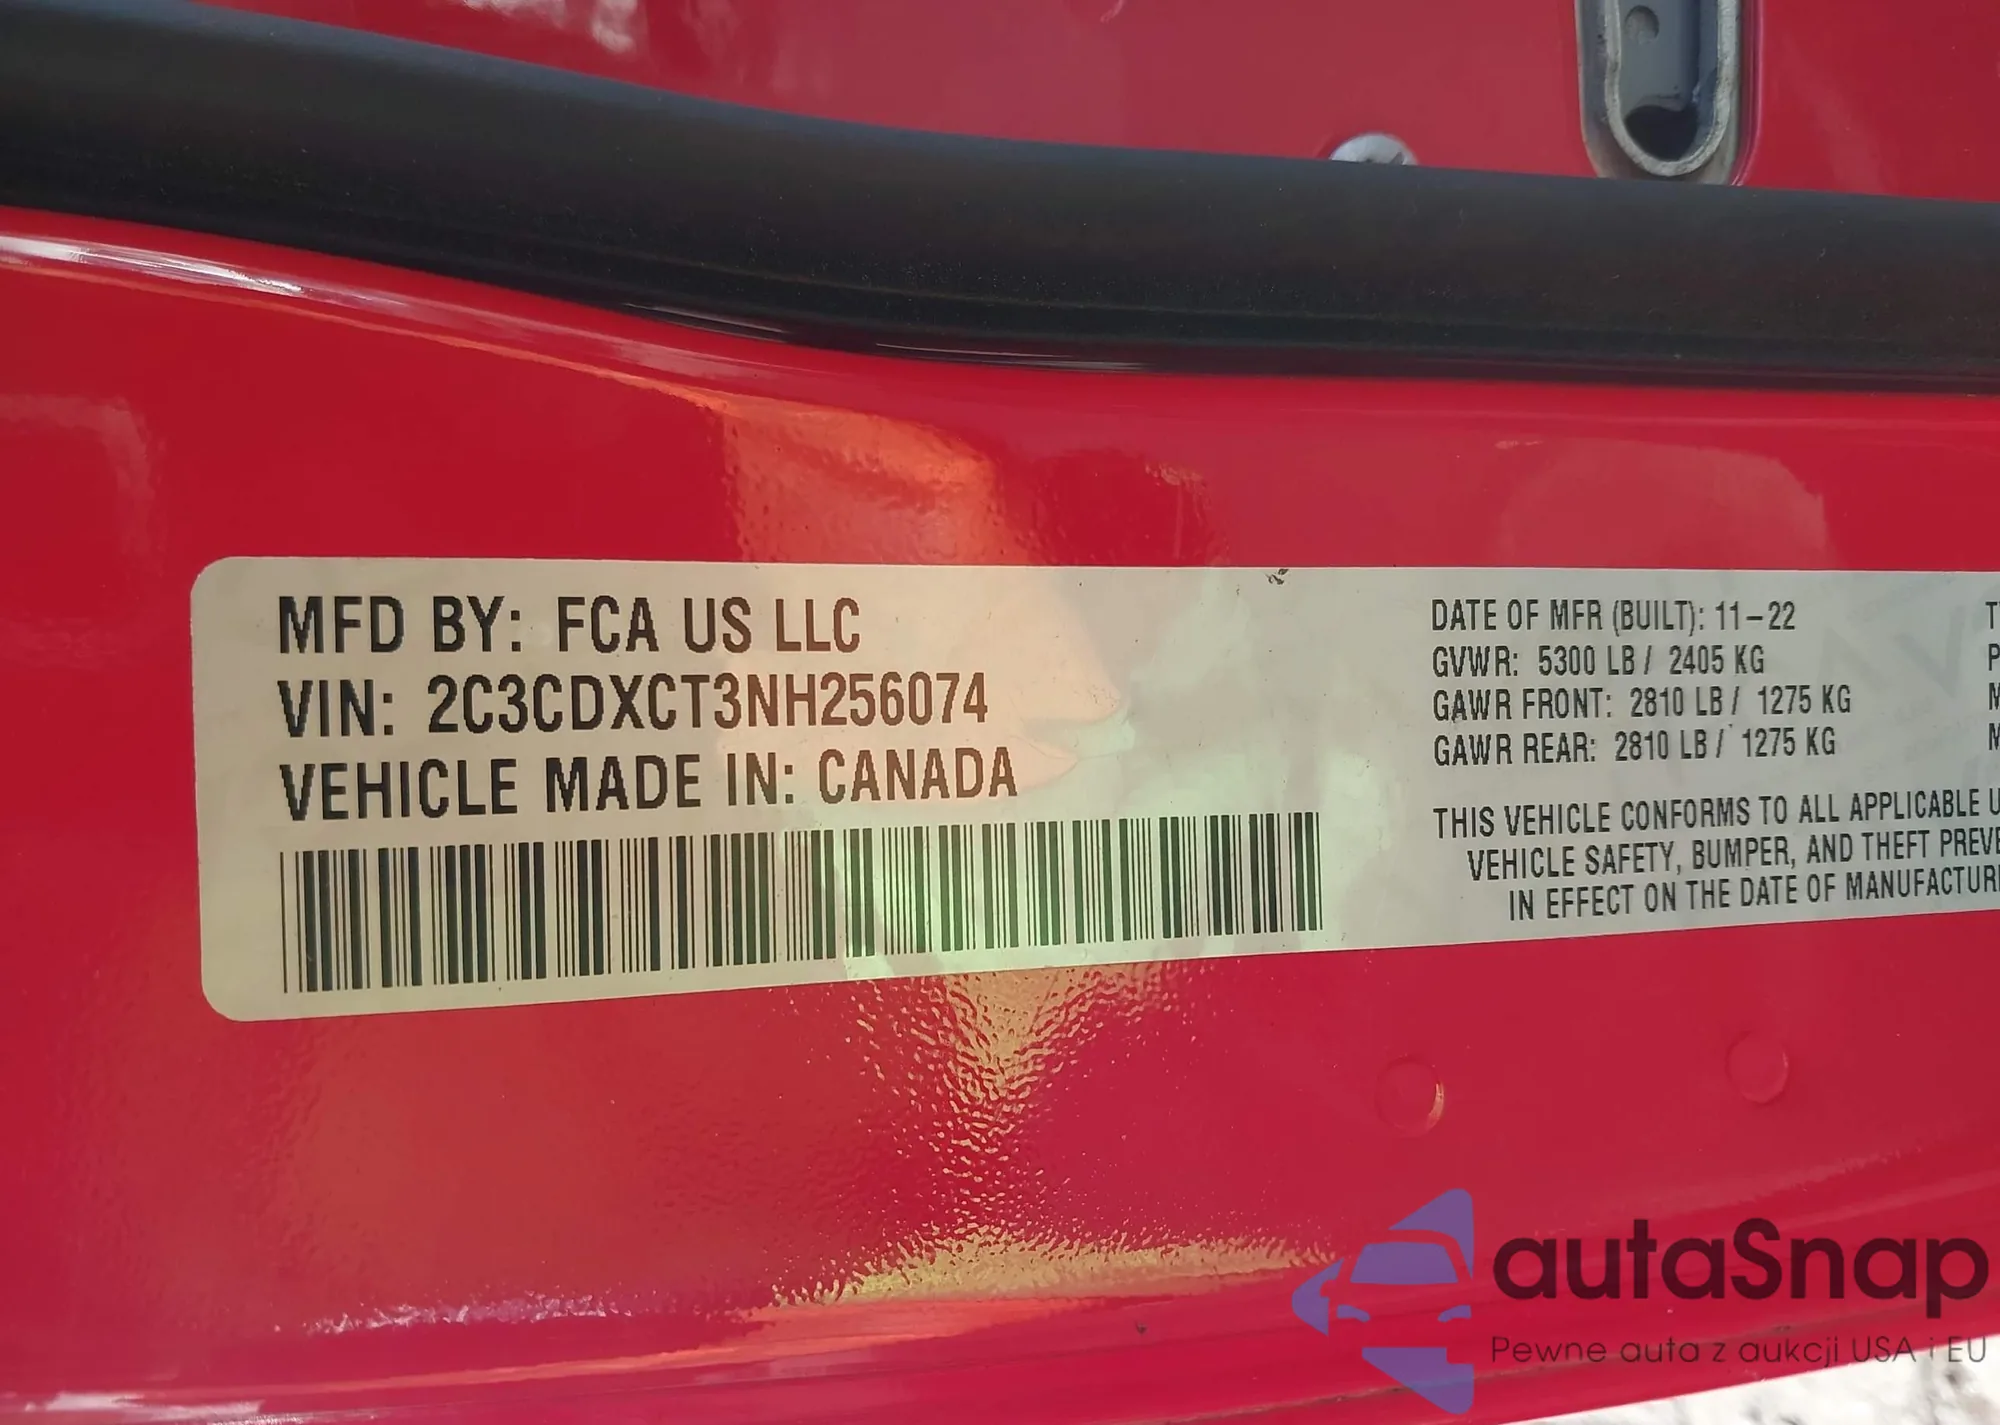 MFD BY: FCA US LLC
VIN: 2C3CDXCT3NH256074
VEHICLE MADE IN: CANADA
DATE OF MFR (BUILT): 11-22
GVWR: 5300 LB / 2405 KG
GAWR FRONT: 2810 LB / 1275 KG
GAWR REAR: 2810 LB / 1275 KG
THIS VEHICLE CONFORMS TO ALL APPLICABLE U
VEHICLE SAFETY, BUMPER, AND THEFT PREVE
IN EFFECT ON THE DATE OF MANUFACTUR
autaSnap
Pewne auta z aukcji USA i EU